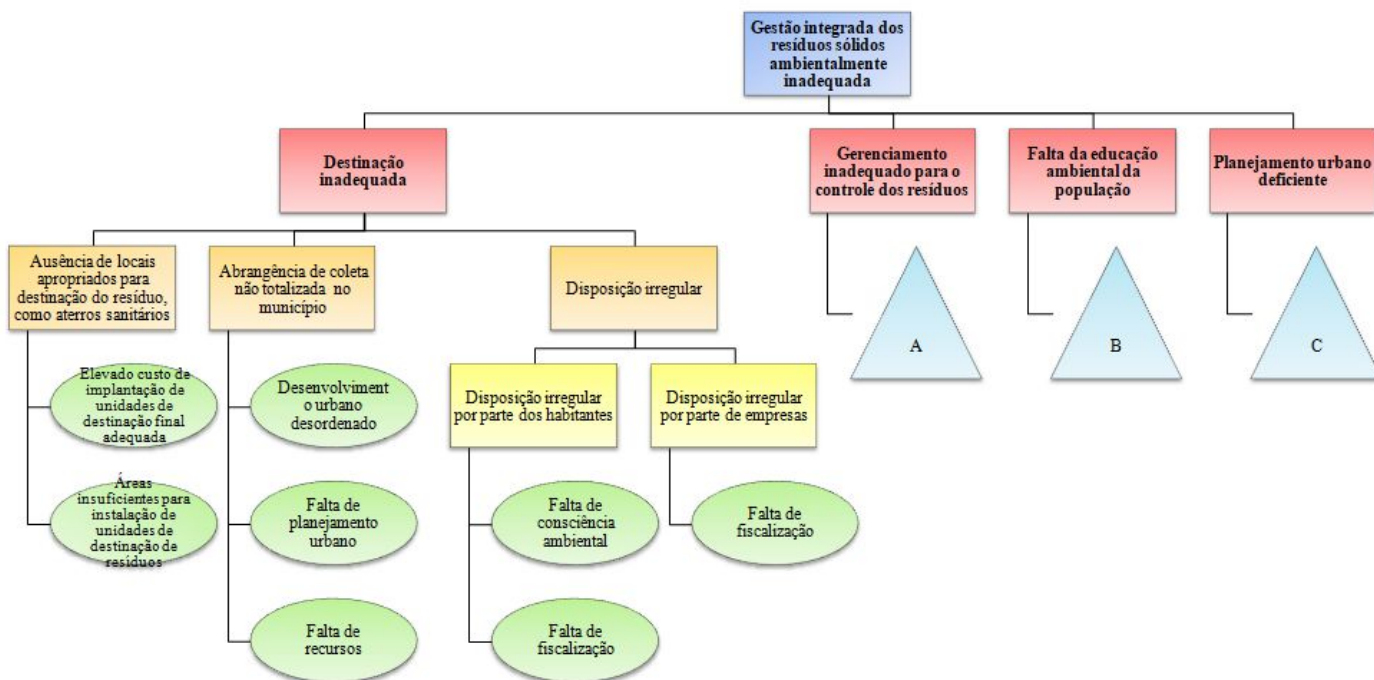 Gestão integrada dos
resíduos sólidos
ambientalmente
inadequada
Destinação
inadequada
Gerenciamento
inadequado para o
controle dos resíduos
Falta da educação
ambiental da
população
Planejamento urbano
deficiente
Ausência de locais
apropriados para
destinação do resíduo,
como aterros sanitários
Abrangência de coleta
não totalizada no
município
Disposição irregular
A
B
C
Elevado custo de
implantação de
unidades de
destinação final
adequada
Desenvolviment
o urbano
desordenado
Disposição irregular
por parte dos habitantes
Disposição irregular
por parte de empresas
Áreas
insuficientes para
instalação de
unidades de
destinação de
resíduos
Falta de
planejamento
urbano
Falta de
consciência
ambiental
Falta de
fiscalização
Falta de
recursos
Falta de
fiscalização